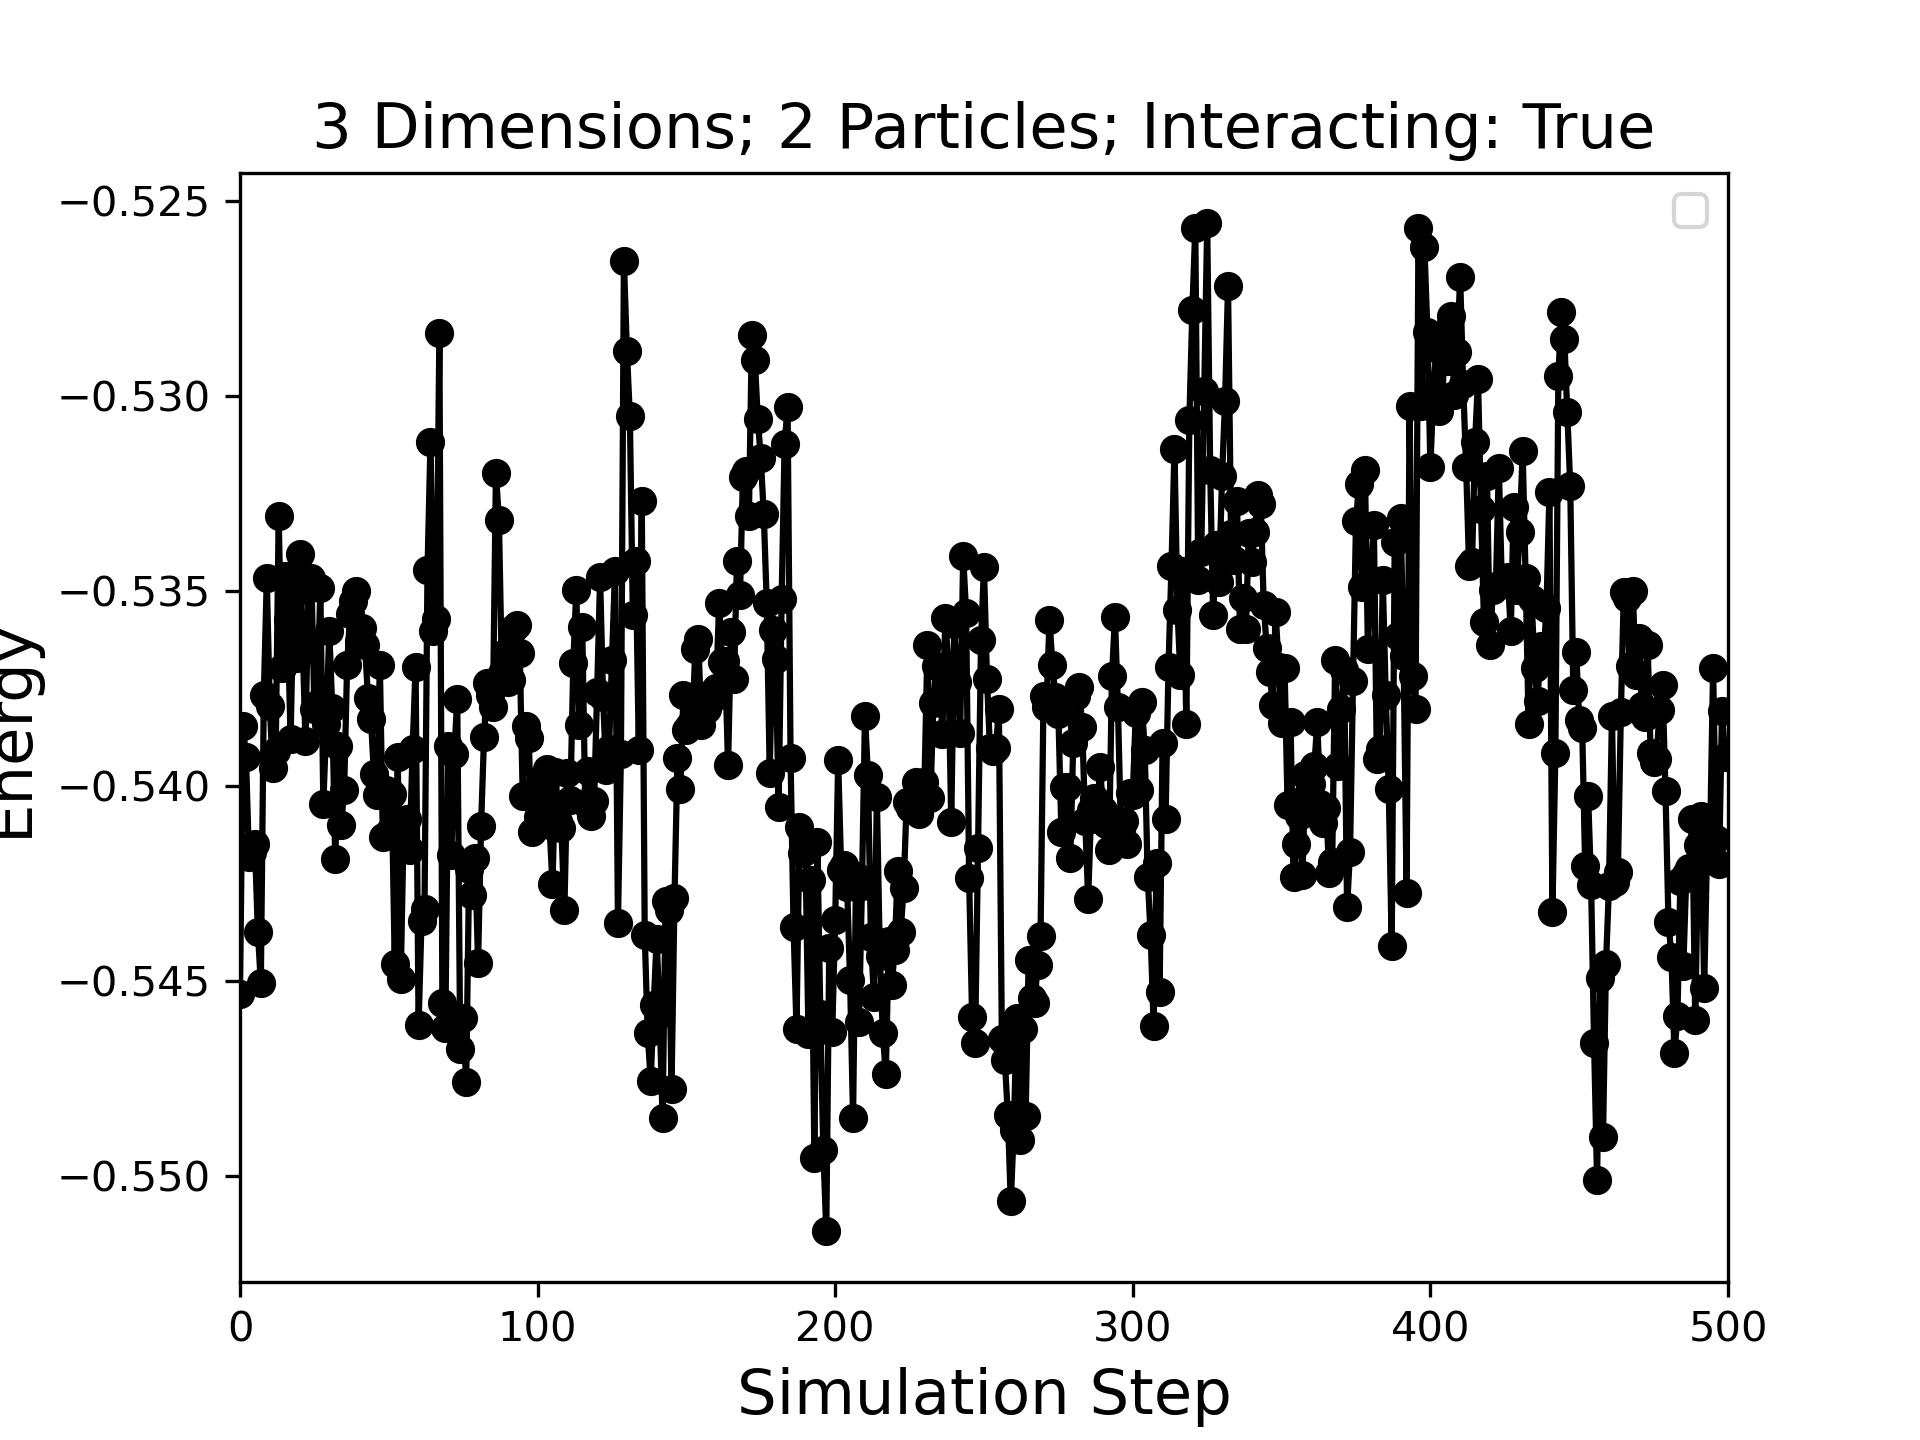 3 Dimensions; 2 Particles; Interacting: True
−0.525
−0.530
−0.535
−0.540
−0.545
−0.550
Energy
0 100 200 300 400 500
Simulation Step